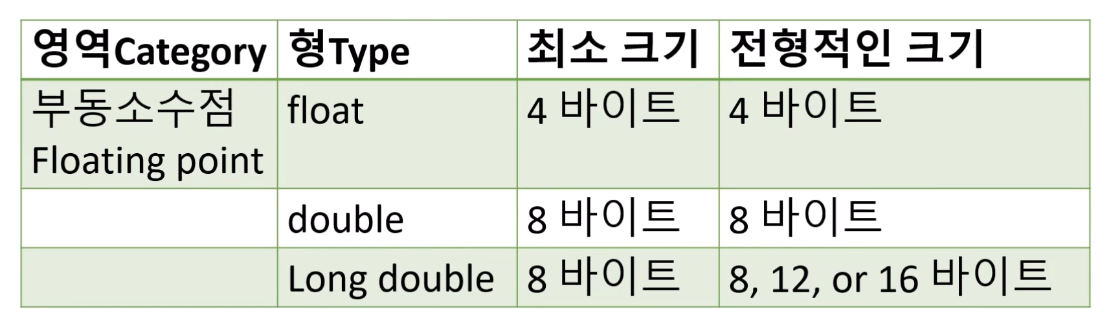 영역Category 형Type 최소 크기 전형적인 크기
부동소수점 float 4 바이트 4 바이트
Floating point
double 8 바이트 8 바이트
Long double 8 바이트 8, 12, or 16 바이트